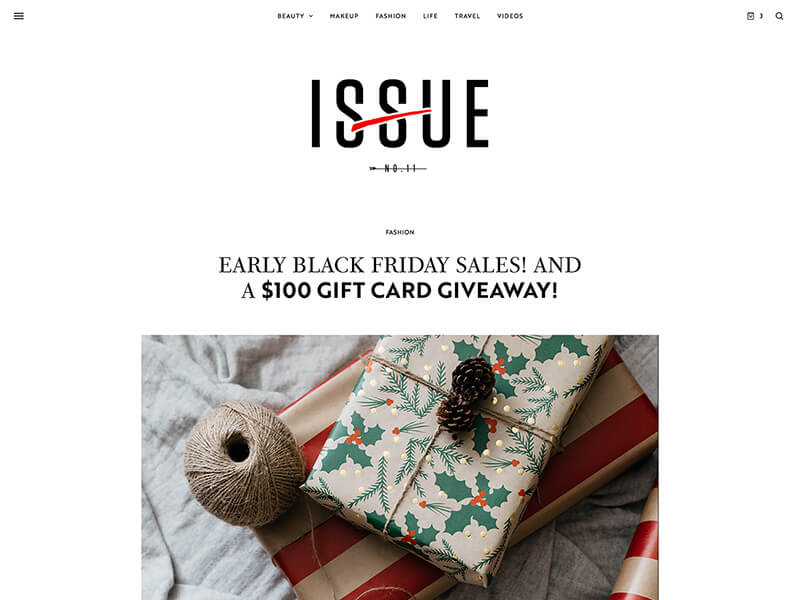 BEAUTY MAKEUP FASHION LIFE TRAVEL VIDEOS 3
ISSUE
NO.11
FASHION
EARLY BLACK FRIDAY SALES! AND
A $100 GIFT CARD GIVEAWAY!